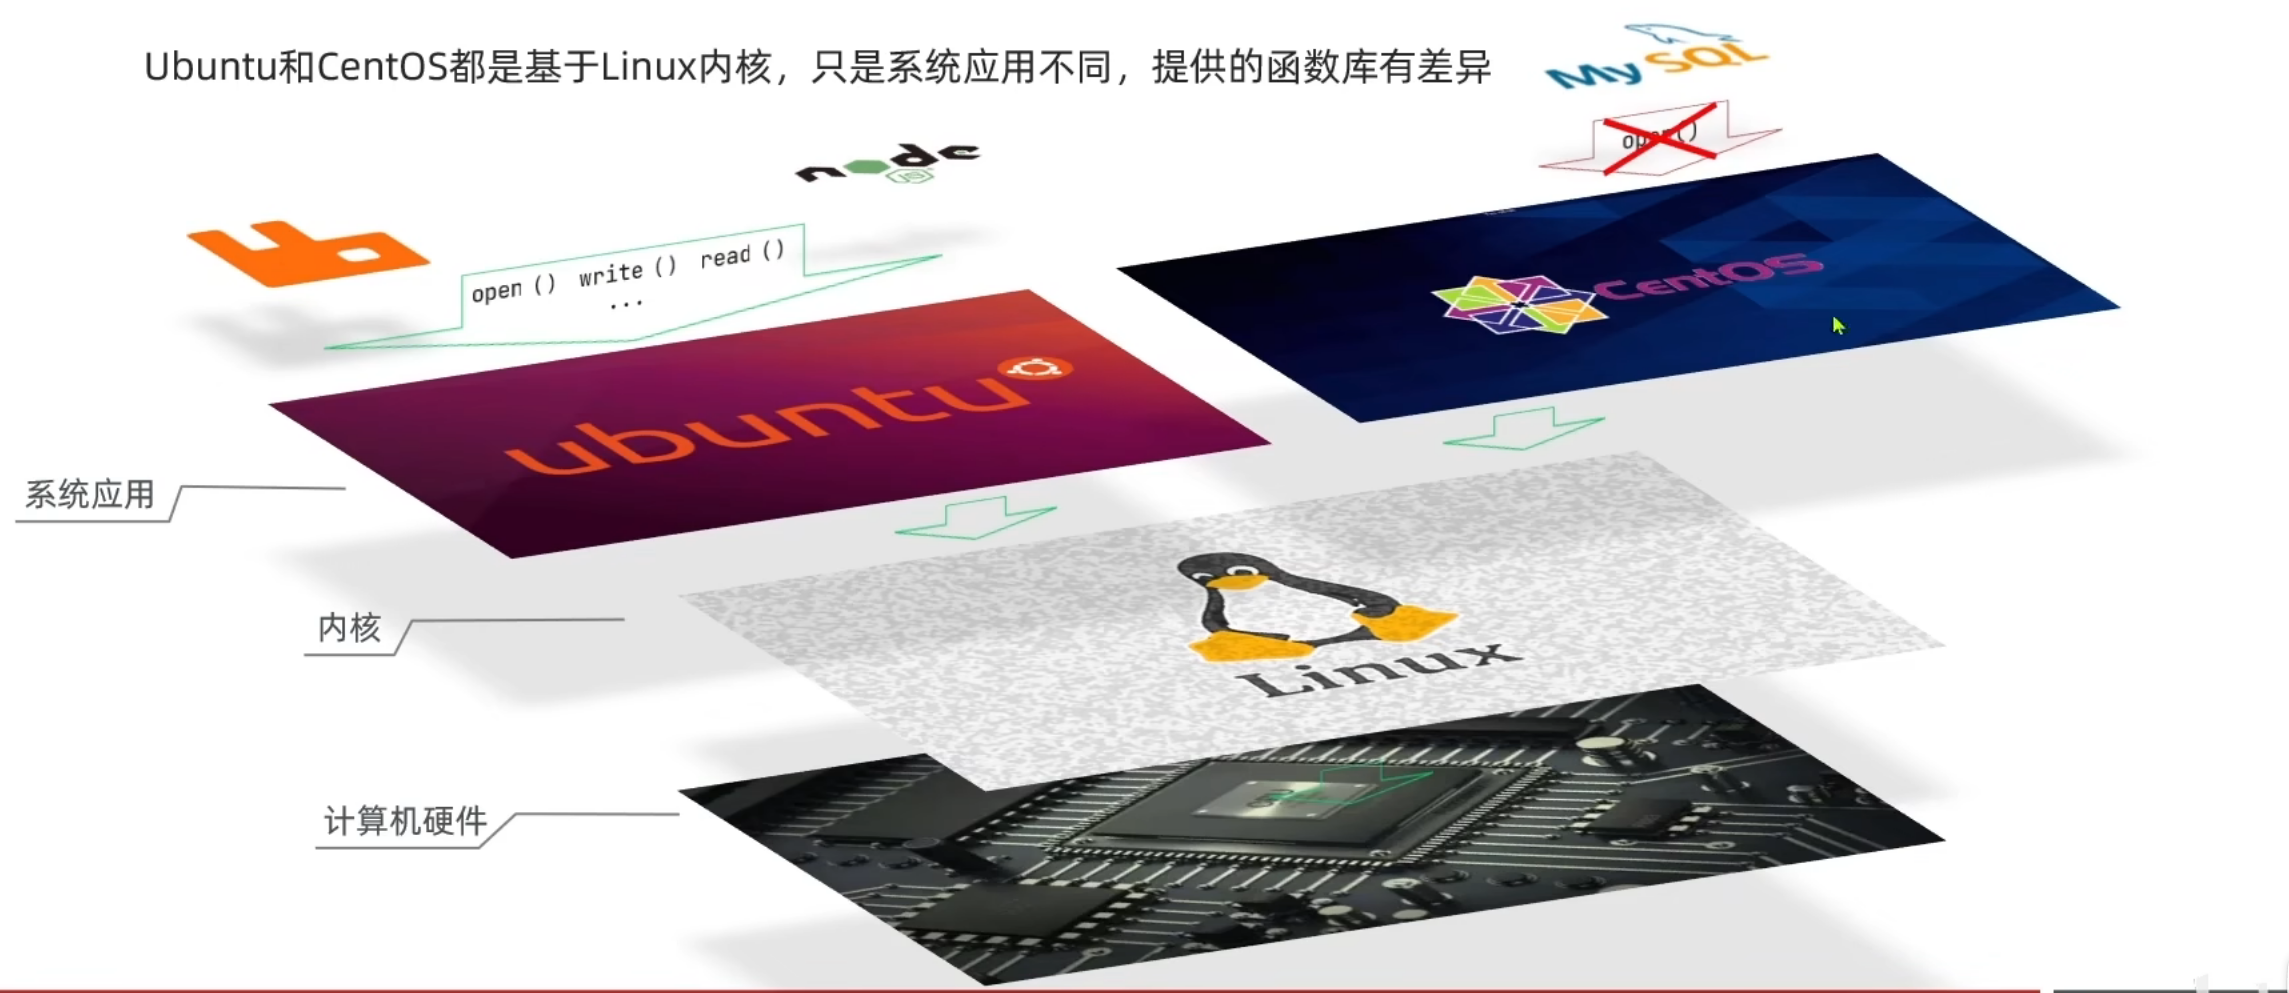 Ubuntu和CentOS都是基于Linux内核，只是系统应用不同，提供的函数库有差异
MySQL
open()
node
JS
open () write () read ()
...
CentOS
ubuntu
系统应用
内核
Linux
计算机硬件